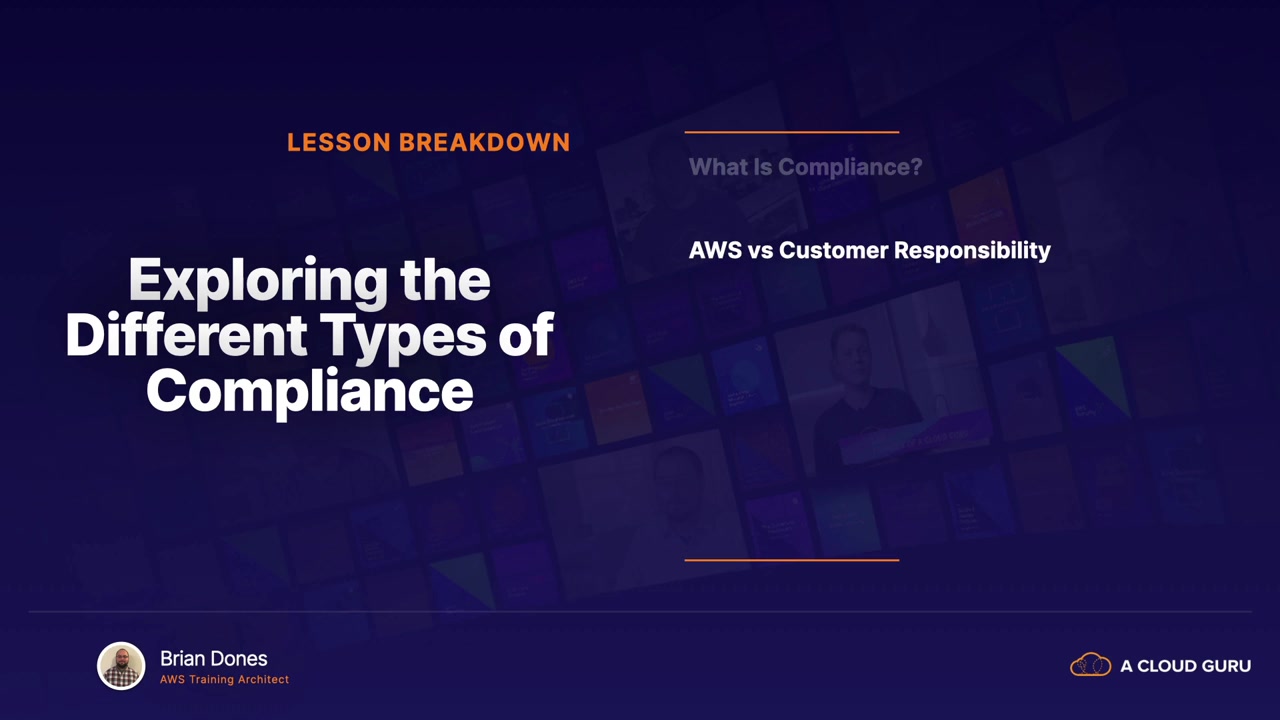 LESSON BREAKDOWN
Exploring the
Different Types of
Compliance
What Is Compliance?
AWS vs Customer Responsibility
Brian Dones
AWS Training Architect
A CLOUD GURU